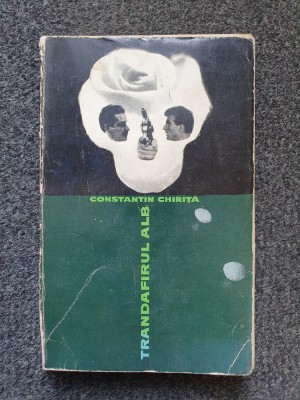 CONSTANTIN CHIRIȚĂ
TRANDAFIRUL ALB